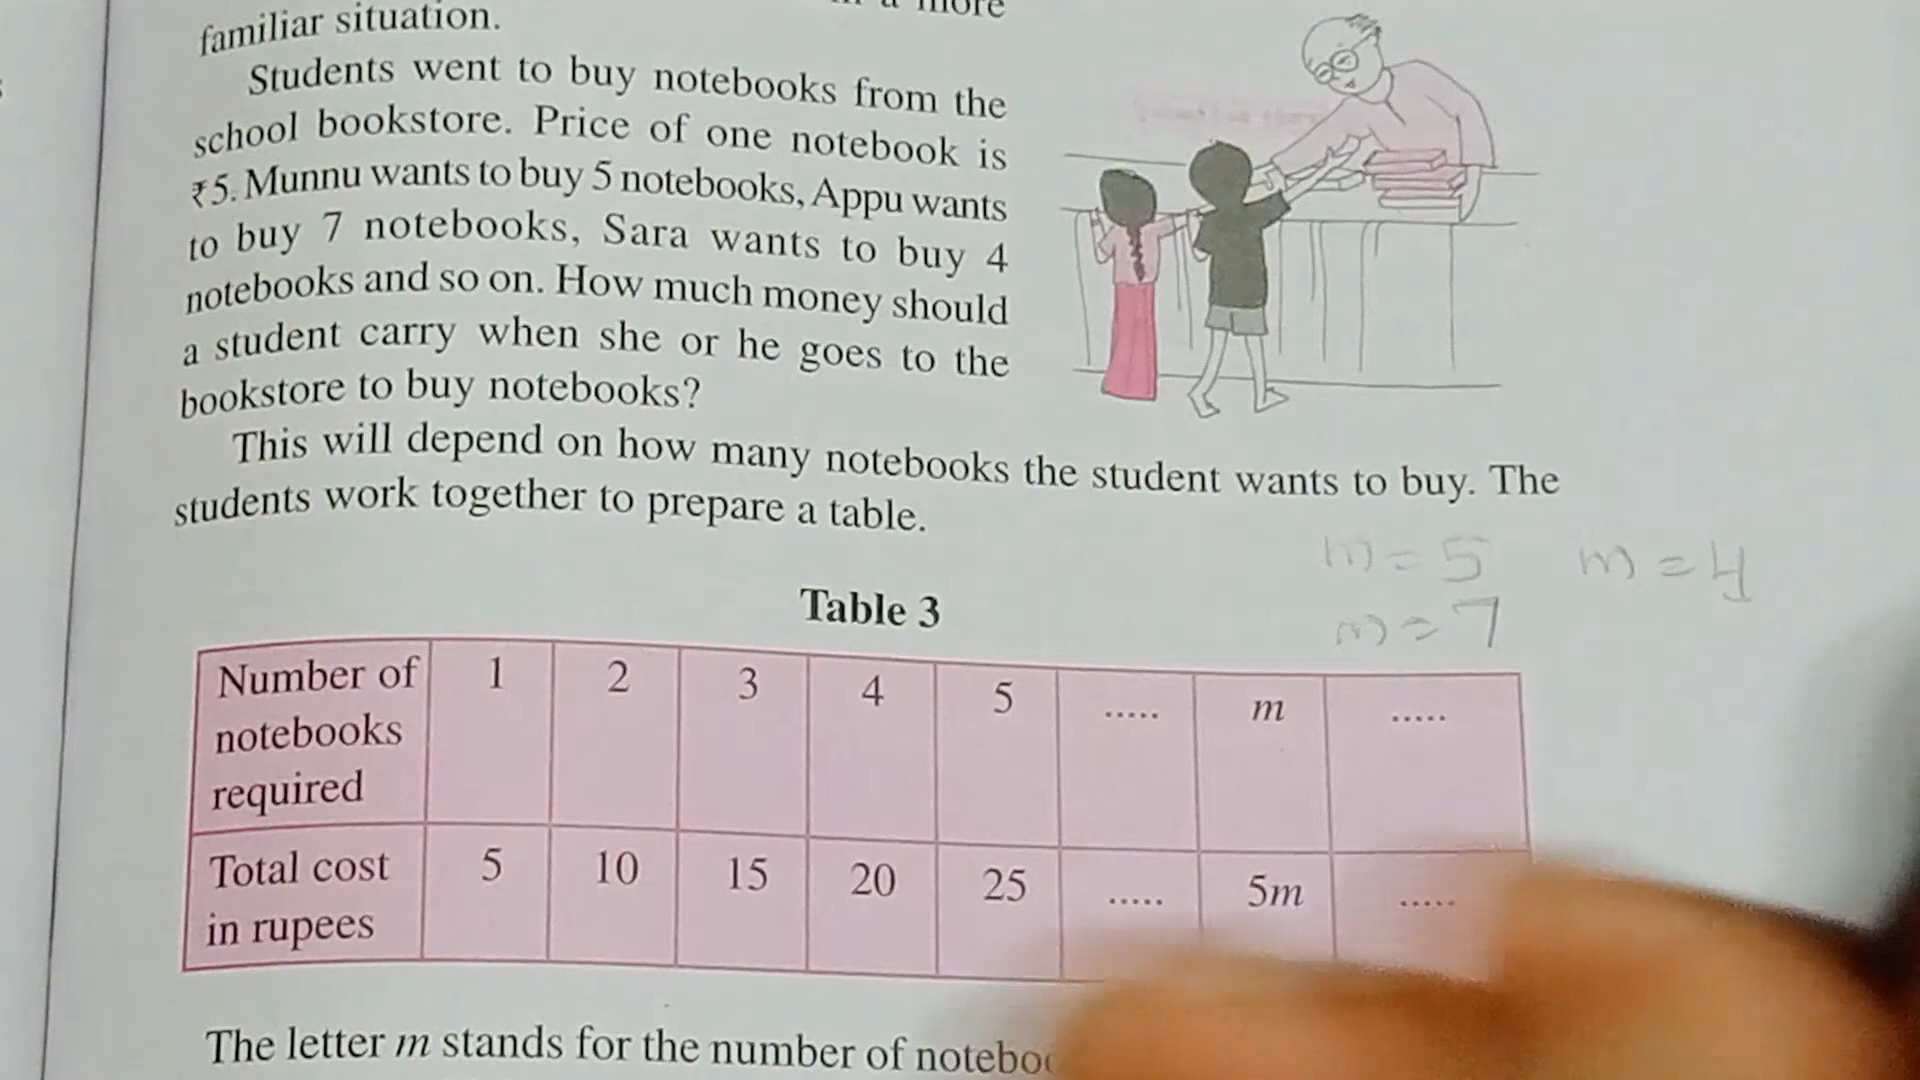 more
familiar situation.
Students went to buy notebooks from the
school bookstore. Price of one notebook is
₹5. Munnu wants to buy 5 notebooks, Appu wants
to buy 7 notebooks, Sara wants to buy 4
notebooks and so on. How much money should
a student carry when she or he goes to the
bookstore to buy notebooks?
This will depend on how many notebooks the student wants to buy. The
students work together to prepare a table.
m = 5 m = 4
m = 7
Table 3
Number of notebooks required 1 2 3 4 5 ..... m .....
Total cost in rupees 5 10 15 20 25 ..... 5m .....
The letter m stands for the number of